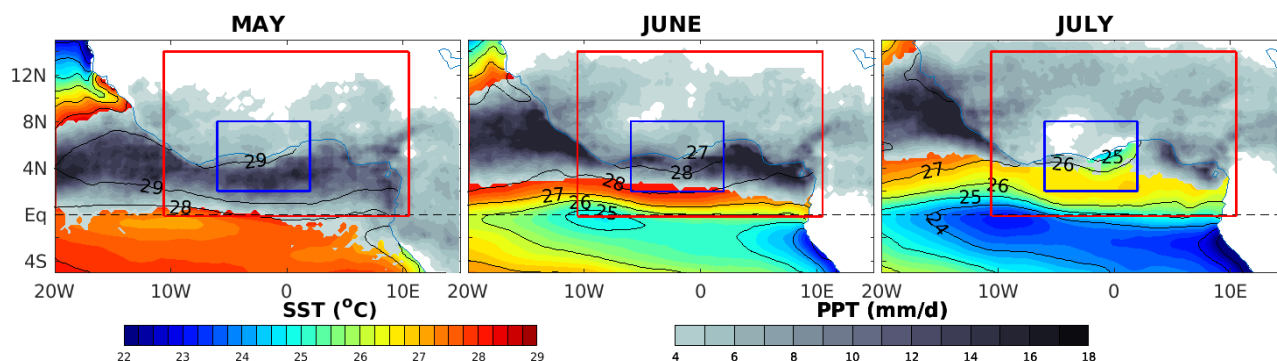 MAY JUNE JULY
12N
8N
4N
Eq
4S
29
29
28
27
28
28
27
26
25
25
26
27
26
25
24
20W 10W 0 10E 20W 10W 0 10E 20W 10W 0 10E
SST (°C) PPT (mm/d)
22 23 24 25 26 27 28 29 4 6 8 10 12 14 16 18